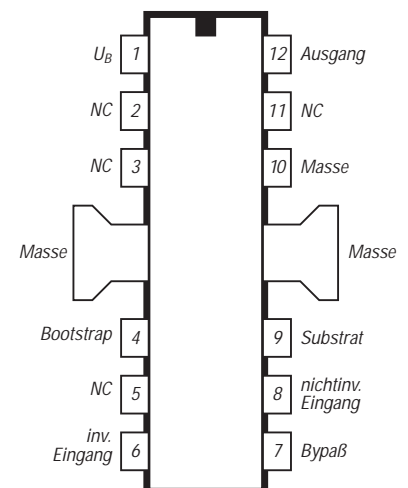 U_B 1 12 Ausgang
NC 2 11 NC
NC 3 10 Masse
Masse Masse
Bootstrap 4 9 Substrat
NC 5 8 nichtinv.
Eingang
inv.
Eingang 6 7 Bypaß